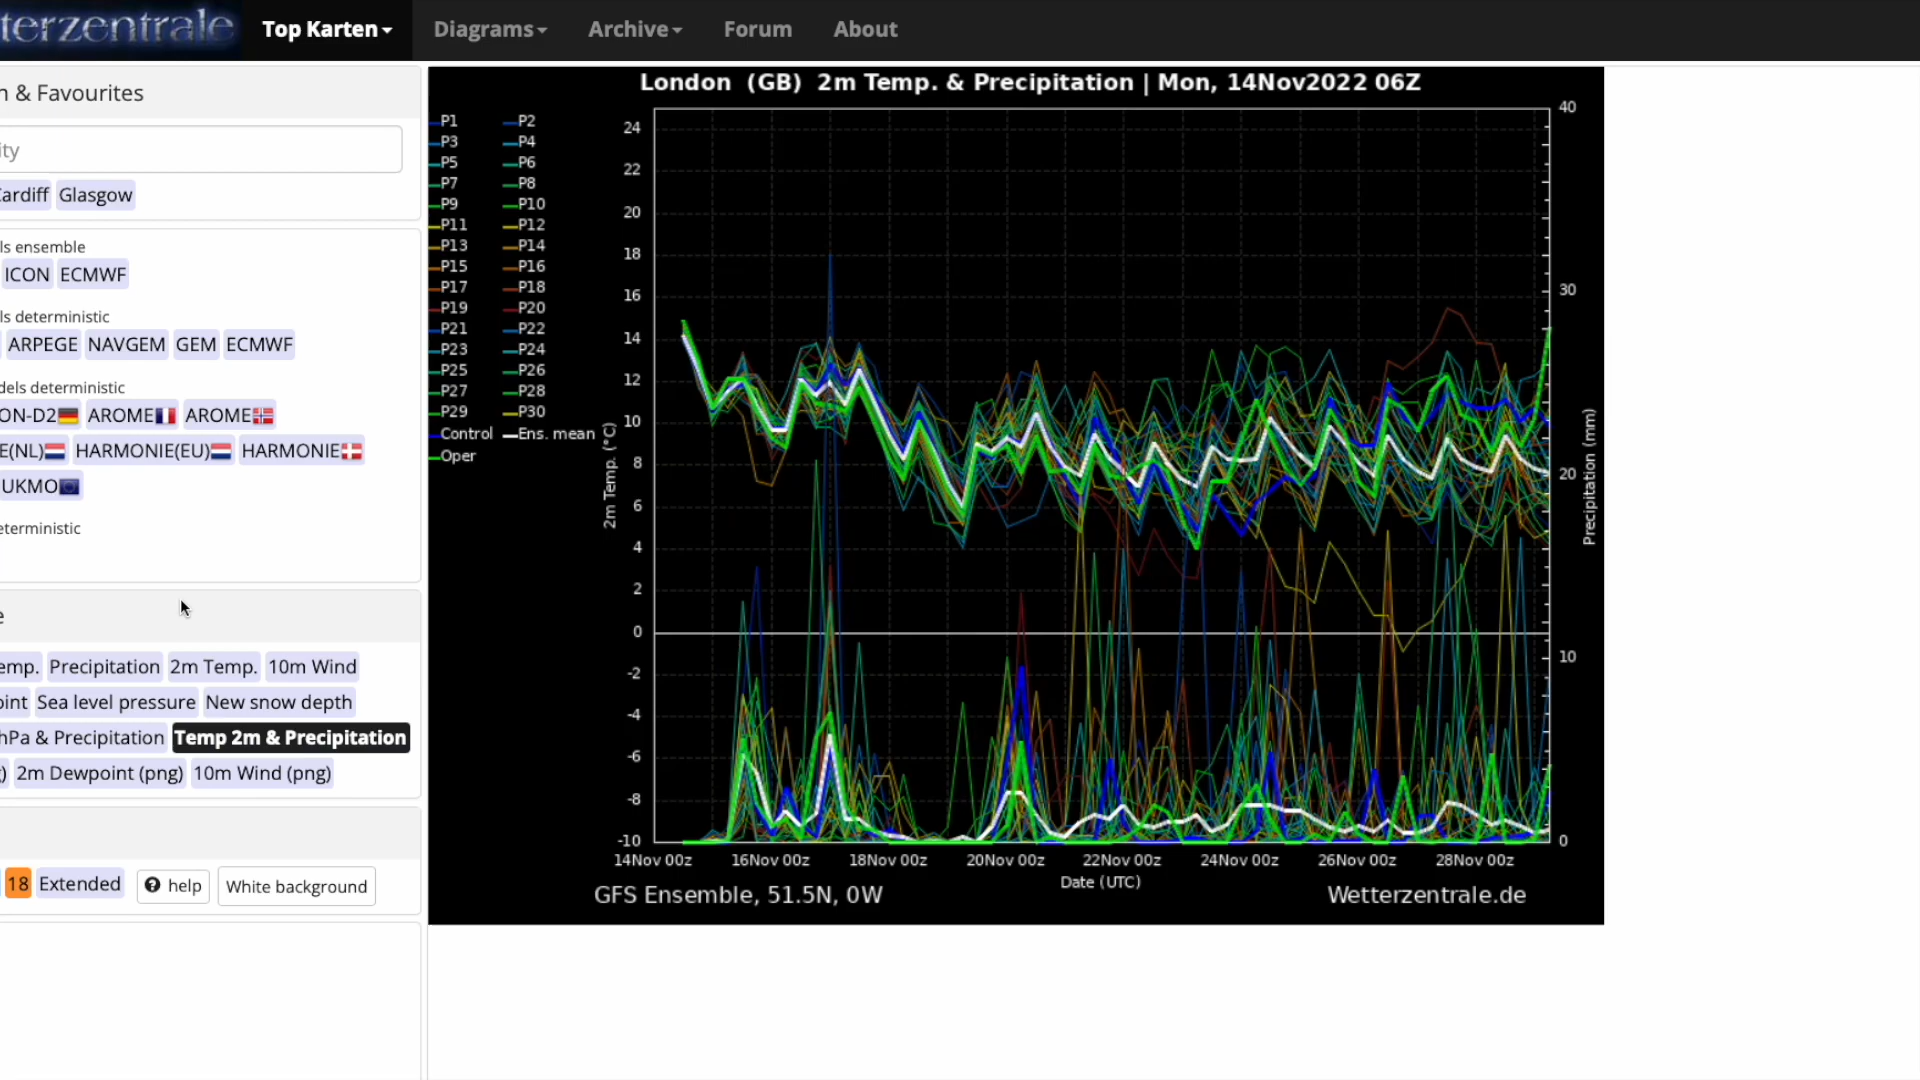 terzentrale
Top Karten
Diagrams
Archive
Forum
About
n & Favourites
ity
Cardiff Glasgow
ls ensemble
ICON ECMWF
ls deterministic
ARPEGE NAVGEM GEM ECMWF
dels deterministic
ON-D2 AROME AROME
E(NL) HARMONIE(EU) HARMONIE
UKMO
eterministic
e
emp. Precipitation 2m Temp. 10m Wind
oint Sea level pressure New snow depth
hPa & Precipitation Temp 2m & Precipitation
) 2m Dewpoint (png) 10m Wind (png)
18 Extended ? help White background
London (GB) 2m Temp. & Precipitation | Mon, 14Nov2022 06Z
P1 P2
P3 P4
P5 P6
P7 P8
P9 P10
P11 P12
P13 P14
P15 P16
P17 P18
P19 P20
P21 P22
P23 P24
P25 P26
P27 P28
P29 P30
Control Ens. mean
Oper
2m Temp. (°C)
24
22
20
18
16
14
12
10
8
6
4
2
0
-2
-4
-6
-8
-10
40
30
20
10
0
Precipitation (mm)
14Nov 00z 16Nov 00z 18Nov 00z 20Nov 00z 22Nov 00z 24Nov 00z 26Nov 00z 28Nov 00z
Date (UTC)
GFS Ensemble, 51.5N, 0W
Wetterzentrale.de